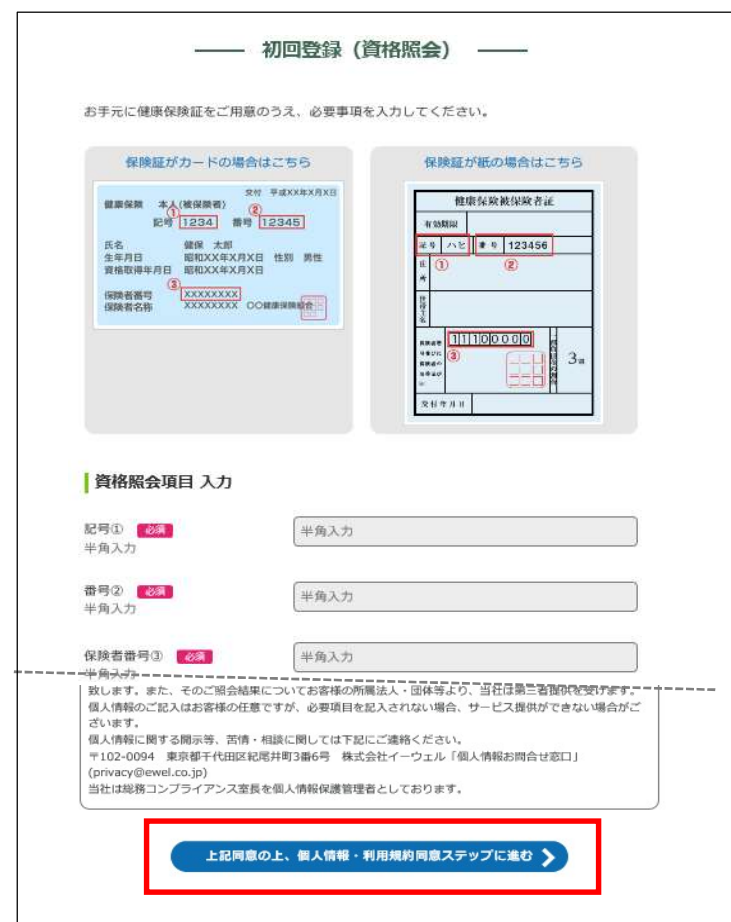 初回登録（資格照会）
お手元に健康保険証をご用意のうえ、必要事項を入力してください。
保険証がカードの場合はこちら
交付 平成XX年X月X日
健康保険 本人(被保険者)
① ②
記号 1234 番号 12345
氏名 健保 太郎
生年月日 昭和XX年X月X日 性別 男性
資格取得年月日 昭和XX年X月X日
③
保険者番号 XXXXXXXX
保険者名称 XXXXXXXX 〇〇健康保険組合
保険証が紙の場合はこちら
健康保険被保険者証
有効期限
記号 ハヒ 番号 123456
① ②
11100000
③
3
交付年月日
資格照会項目 入力
記号① 必須 半角入力
半角入力
番号② 必須 半角入力
半角入力
保険者番号③ 必須 半角入力
半角入力
致します。また、そのご照会結果についてお客様の所属法人・団体等より、当社は第三者提供を受けます。
個人情報のご記入はお客様の任意ですが、必要項目を記入されない場合、サービス提供ができない場合がご
ざいます。
個人情報に関する開示等、苦情・相談に関しては下記にご連絡ください。
〒102-0094 東京都千代田区紀尾井町3番6号 株式会社イーウェル「個人情報お問合せ窓口」
(privacy@ewel.co.jp)
当社は総務コンプライアンス室長を個人情報保護管理者としております。
上記同意の上、個人情報・利用規約同意ステップに進む